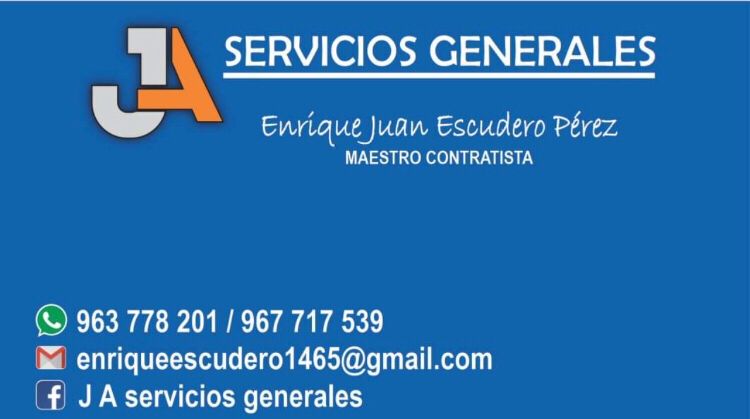 JA SERVICIOS GENERALES
Enrique Juan Escudero Pérez
MAESTRO CONTRATISTA
963 778 201 / 967 717 539
enriqueescudero1465@gmail.com
J A servicios generales